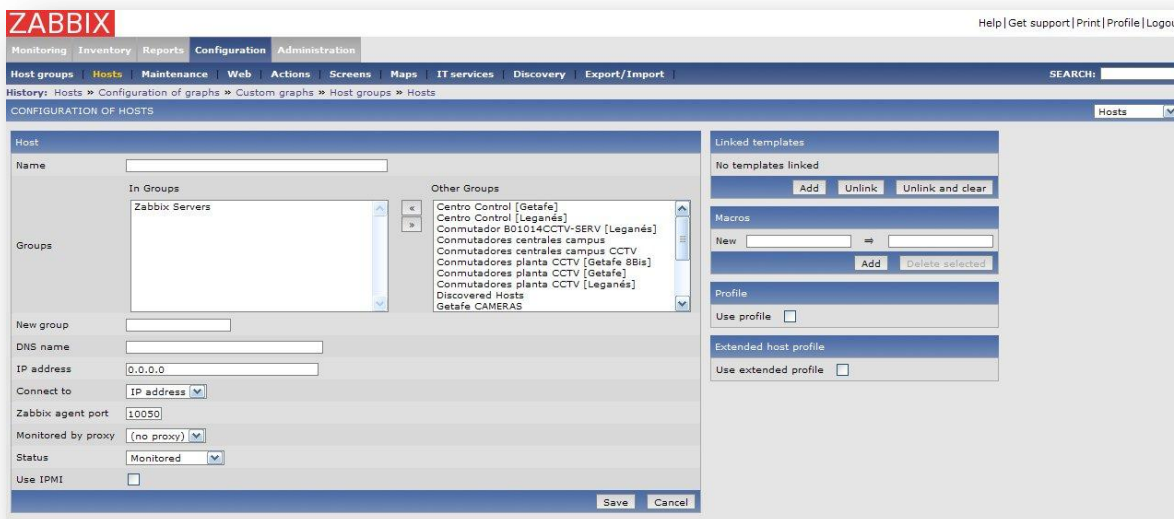 ZABBIX
Help|Get support|Print|Profile|Logou
Monitoring Inventory Reports Configuration Administration
Host groups | Hosts | Maintenance | Web | Actions | Screens | Maps | IT services | Discovery | Export/Import |
SEARCH:
History: Hosts » Configuration of graphs » Custom graphs » Host groups » Hosts
CONFIGURATION OF HOSTS
Hosts
Host
Name
Groups
In Groups
Zabbix Servers
«
»
Other Groups
Centro Control [Getafe]
Centro Control [Leganés]
Conmutador B01014CCTV-SERV [Leganés]
Conmutadores centrales campus
Conmutadores centrales campus CCTV
Conmutadores planta CCTV [Getafe 8Bis]
Conmutadores planta CCTV [Getafe]
Conmutadores planta CCTV [Leganés]
Discovered Hosts
Getafe CAMERAS
New group
DNS name
IP address 0.0.0.0
Connect to IP address
Zabbix agent port 10050
Monitored by proxy (no proxy)
Status Monitored
Use IPMI
Save Cancel
Linked templates
No templates linked
Add Unlink Unlink and clear
Macros
New ⇒
Add Delete selected
Profile
Use profile
Extended host profile
Use extended profile